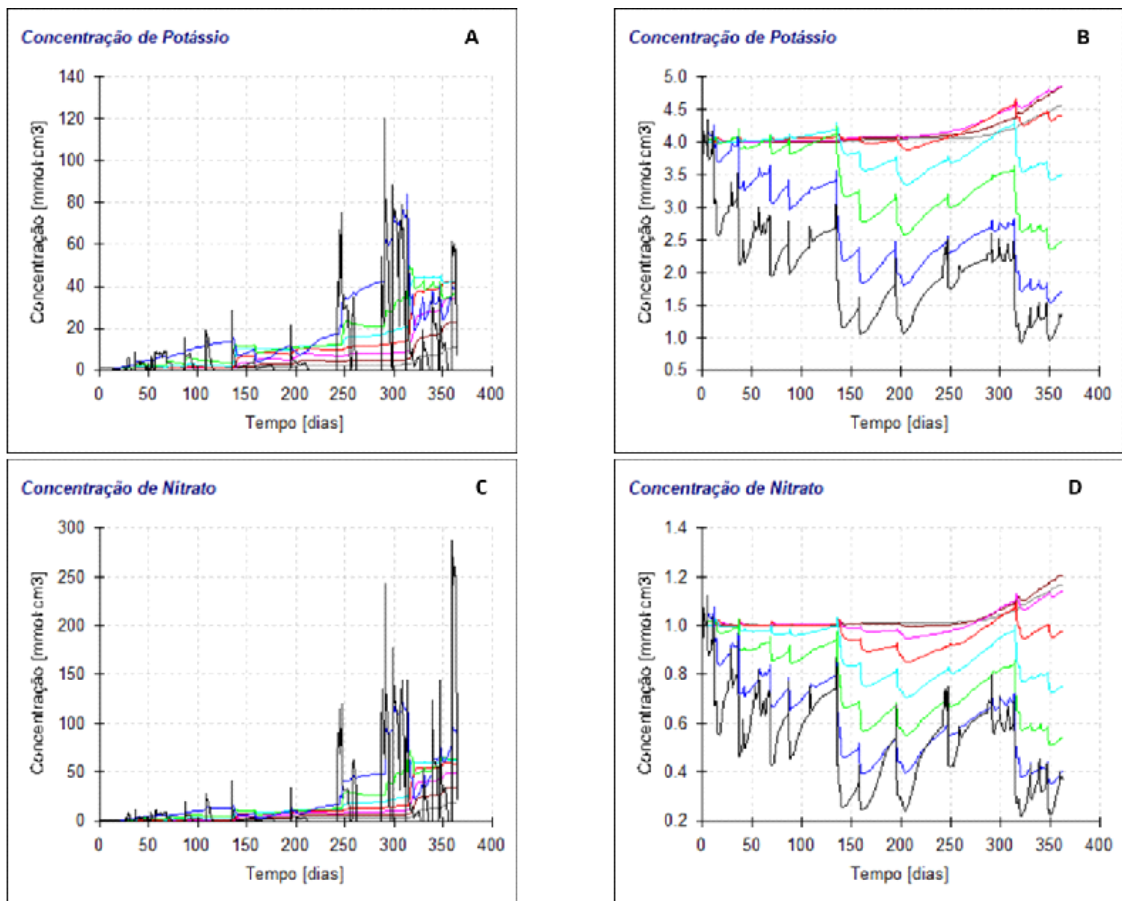 Concentração de Potássio A
140
120
100
80
60
40
20
0
0 50 100 150 200 250 300 350 400
Concentração [mmol cm3]
Tempo [dias]
Concentração de Potássio B
5.0
4.5
4.0
3.5
3.0
2.5
2.0
1.5
1.0
0.5
0 50 100 150 200 250 300 350 400
Concentração [mmol cm3]
Tempo [dias]
Concentração de Nitrato C
300
250
200
150
100
50
0
0 50 100 150 200 250 300 350 400
Concentração [mmol cm3]
Tempo [dias]
Concentração de Nitrato D
1.4
1.2
1.0
0.8
0.6
0.4
0.2
0 50 100 150 200 250 300 350 400
Concentração [mmol cm3]
Tempo [dias]